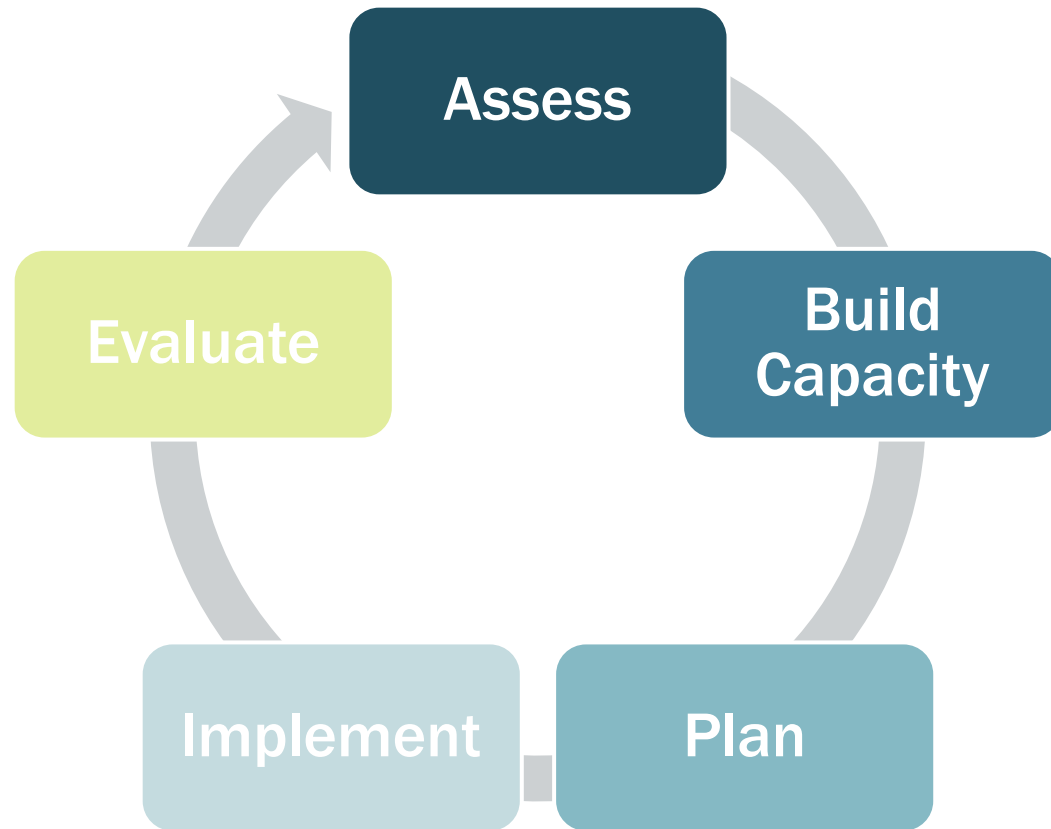 Assess
Build
Capacity
Plan
Implement
Evaluate